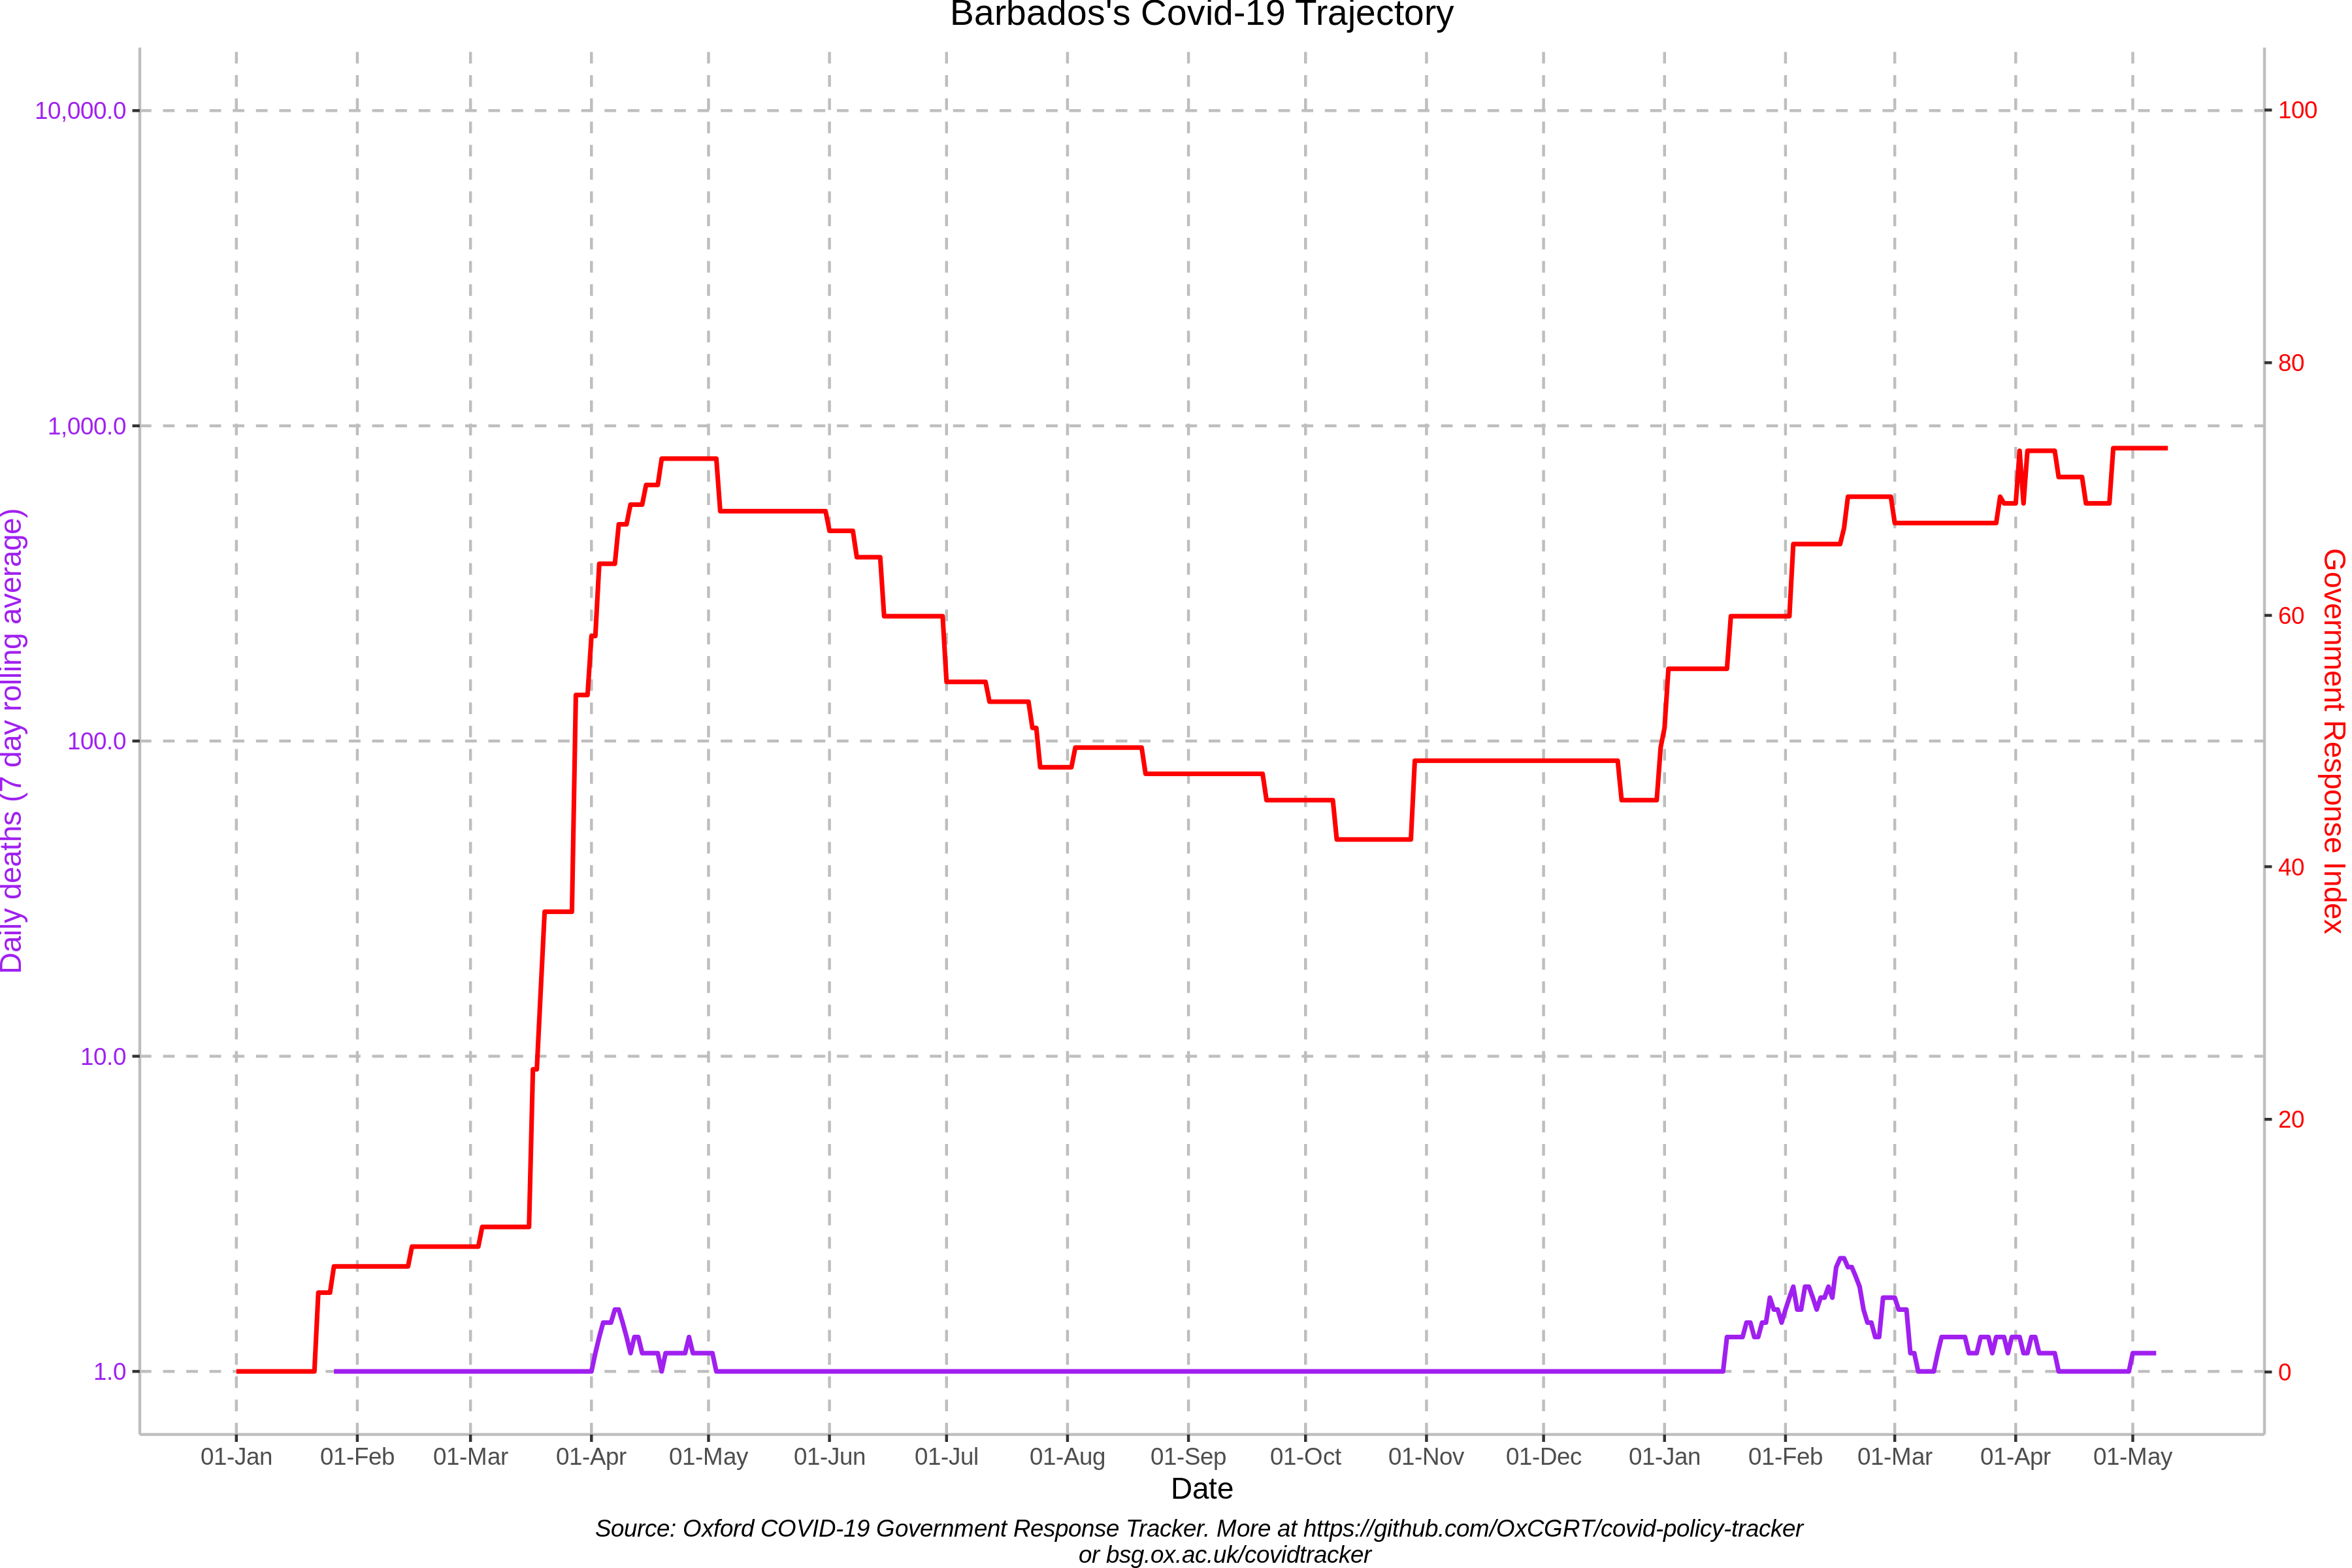 Barbados's Covid-19 Trajectory
10,000.0
1,000.0
100.0
10.0
1.0
Daily deaths (7 day rolling average)
100
80
60
40
20
0
Government Response Index
01-Jan 01-Feb 01-Mar 01-Apr 01-May 01-Jun 01-Jul 01-Aug 01-Sep 01-Oct 01-Nov 01-Dec 01-Jan 01-Feb 01-Mar 01-Apr 01-May
Date
Source: Oxford COVID-19 Government Response Tracker. More at https://github.com/OxCGRT/covid-policy-tracker
or bsg.ox.ac.uk/covidtracker